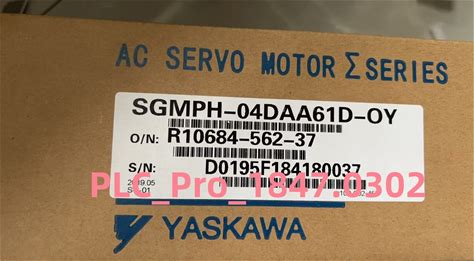 AC SERVO MOTOR Σ SERIES
SGMPH-04DAA61D-OY
O/N: R10684-562-37
S/N: D0195F184180037
PLC_Pro_1847.0302
YASKAWA